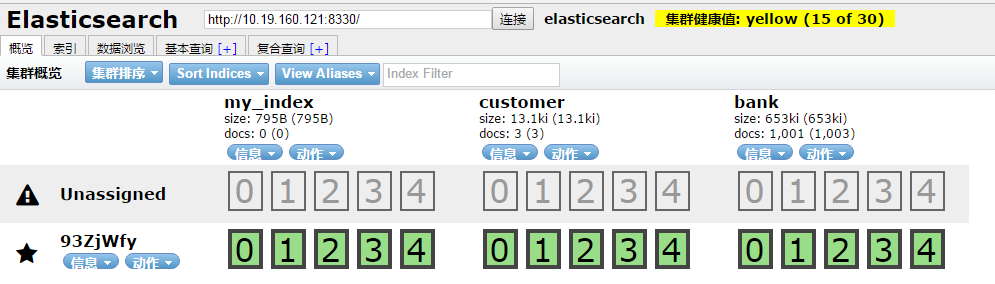 Elasticsearch http://10.19.160.121:8330/ 连接 elasticsearch 集群健康值: yellow (15 of 30)
概览 索引 数据浏览 基本查询 [+] 复合查询 [+]
集群概览 集群排序 Sort Indices View Aliases Index Filter
my_index customer bank
size: 795B (795B) size: 13.1ki (13.1ki) size: 653ki (653ki)
docs: 0 (0) docs: 3 (3) docs: 1,001 (1,003)
信息 动作 信息 动作 信息 动作
Unassigned 0 1 2 3 4 0 1 2 3 4 0 1 2 3 4
93ZjWfy 0 1 2 3 4 0 1 2 3 4 0 1 2 3 4
信息 动作